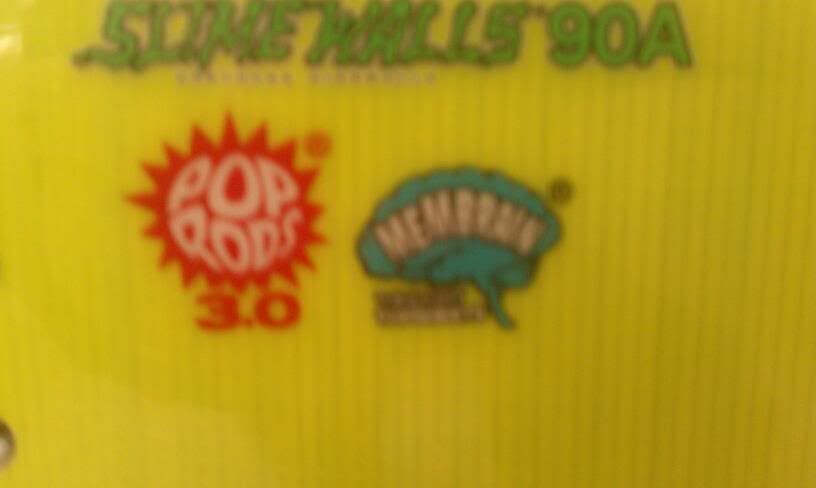 SLIME WALLS 90A
POP
RODS
3.0
®
MEMBRAIN
®